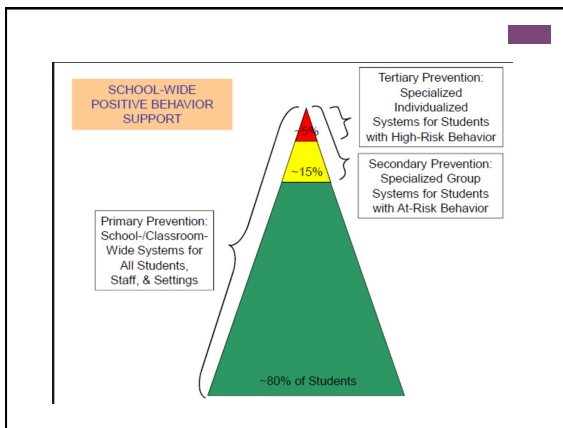 SCHOOL-WIDE
POSITIVE BEHAVIOR
SUPPORT
Tertiary Prevention:
Specialized
Individualized
Systems for Students
with High-Risk Behavior
~5%
~15%
Secondary Prevention:
Specialized Group
Systems for Students
with At-Risk Behavior
Primary Prevention:
School-/Classroom-
Wide Systems for
All Students,
Staff, & Settings
~80% of Students